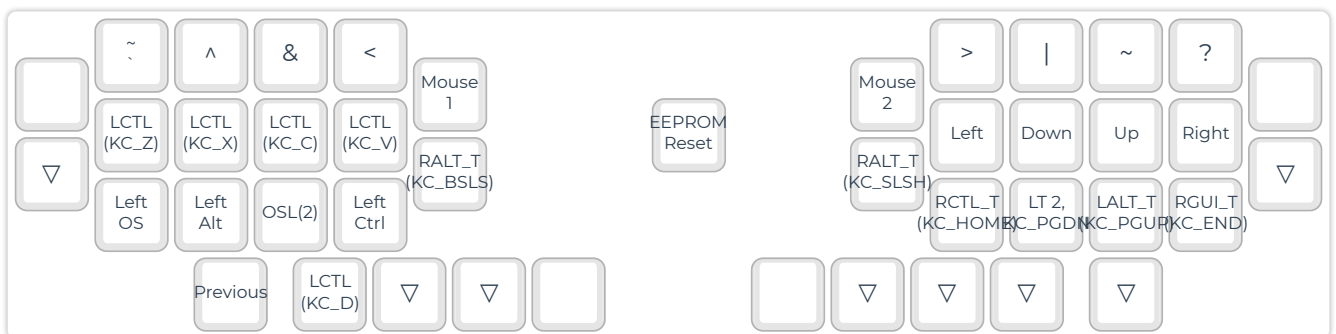 ~
`
^
&
<
>
|
~
?
Mouse
1
Mouse
2
LCTL
(KC_Z)
LCTL
(KC_X)
LCTL
(KC_C)
LCTL
(KC_V)
EEPROM
Reset
Left
Down
Up
Right
▽
RALT_T
(KC_BSLS)
RALT_T
(KC_SLSH)
▽
Left
OS
Left
Alt
OSL(2)
Left
Ctrl
RCTL_T
(KC_HOME)
LT 2,
KC_PGDN
LALT_T
(KC_PGUP)
RGUI_T
(KC_END)
Previous
LCTL
(KC_D)
▽
▽
▽
▽
▽
▽